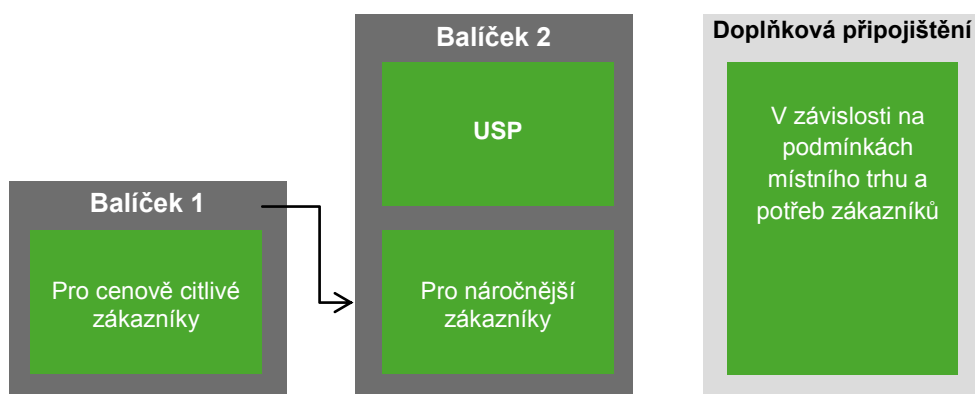 Balíček 1
Pro cenově citlivé
zákazníky
Balíček 2
USP
Pro náročnější
zákazníky
Doplňková připojištění
V závislosti na
podmínkách
místního trhu a
potřeb zákazníků